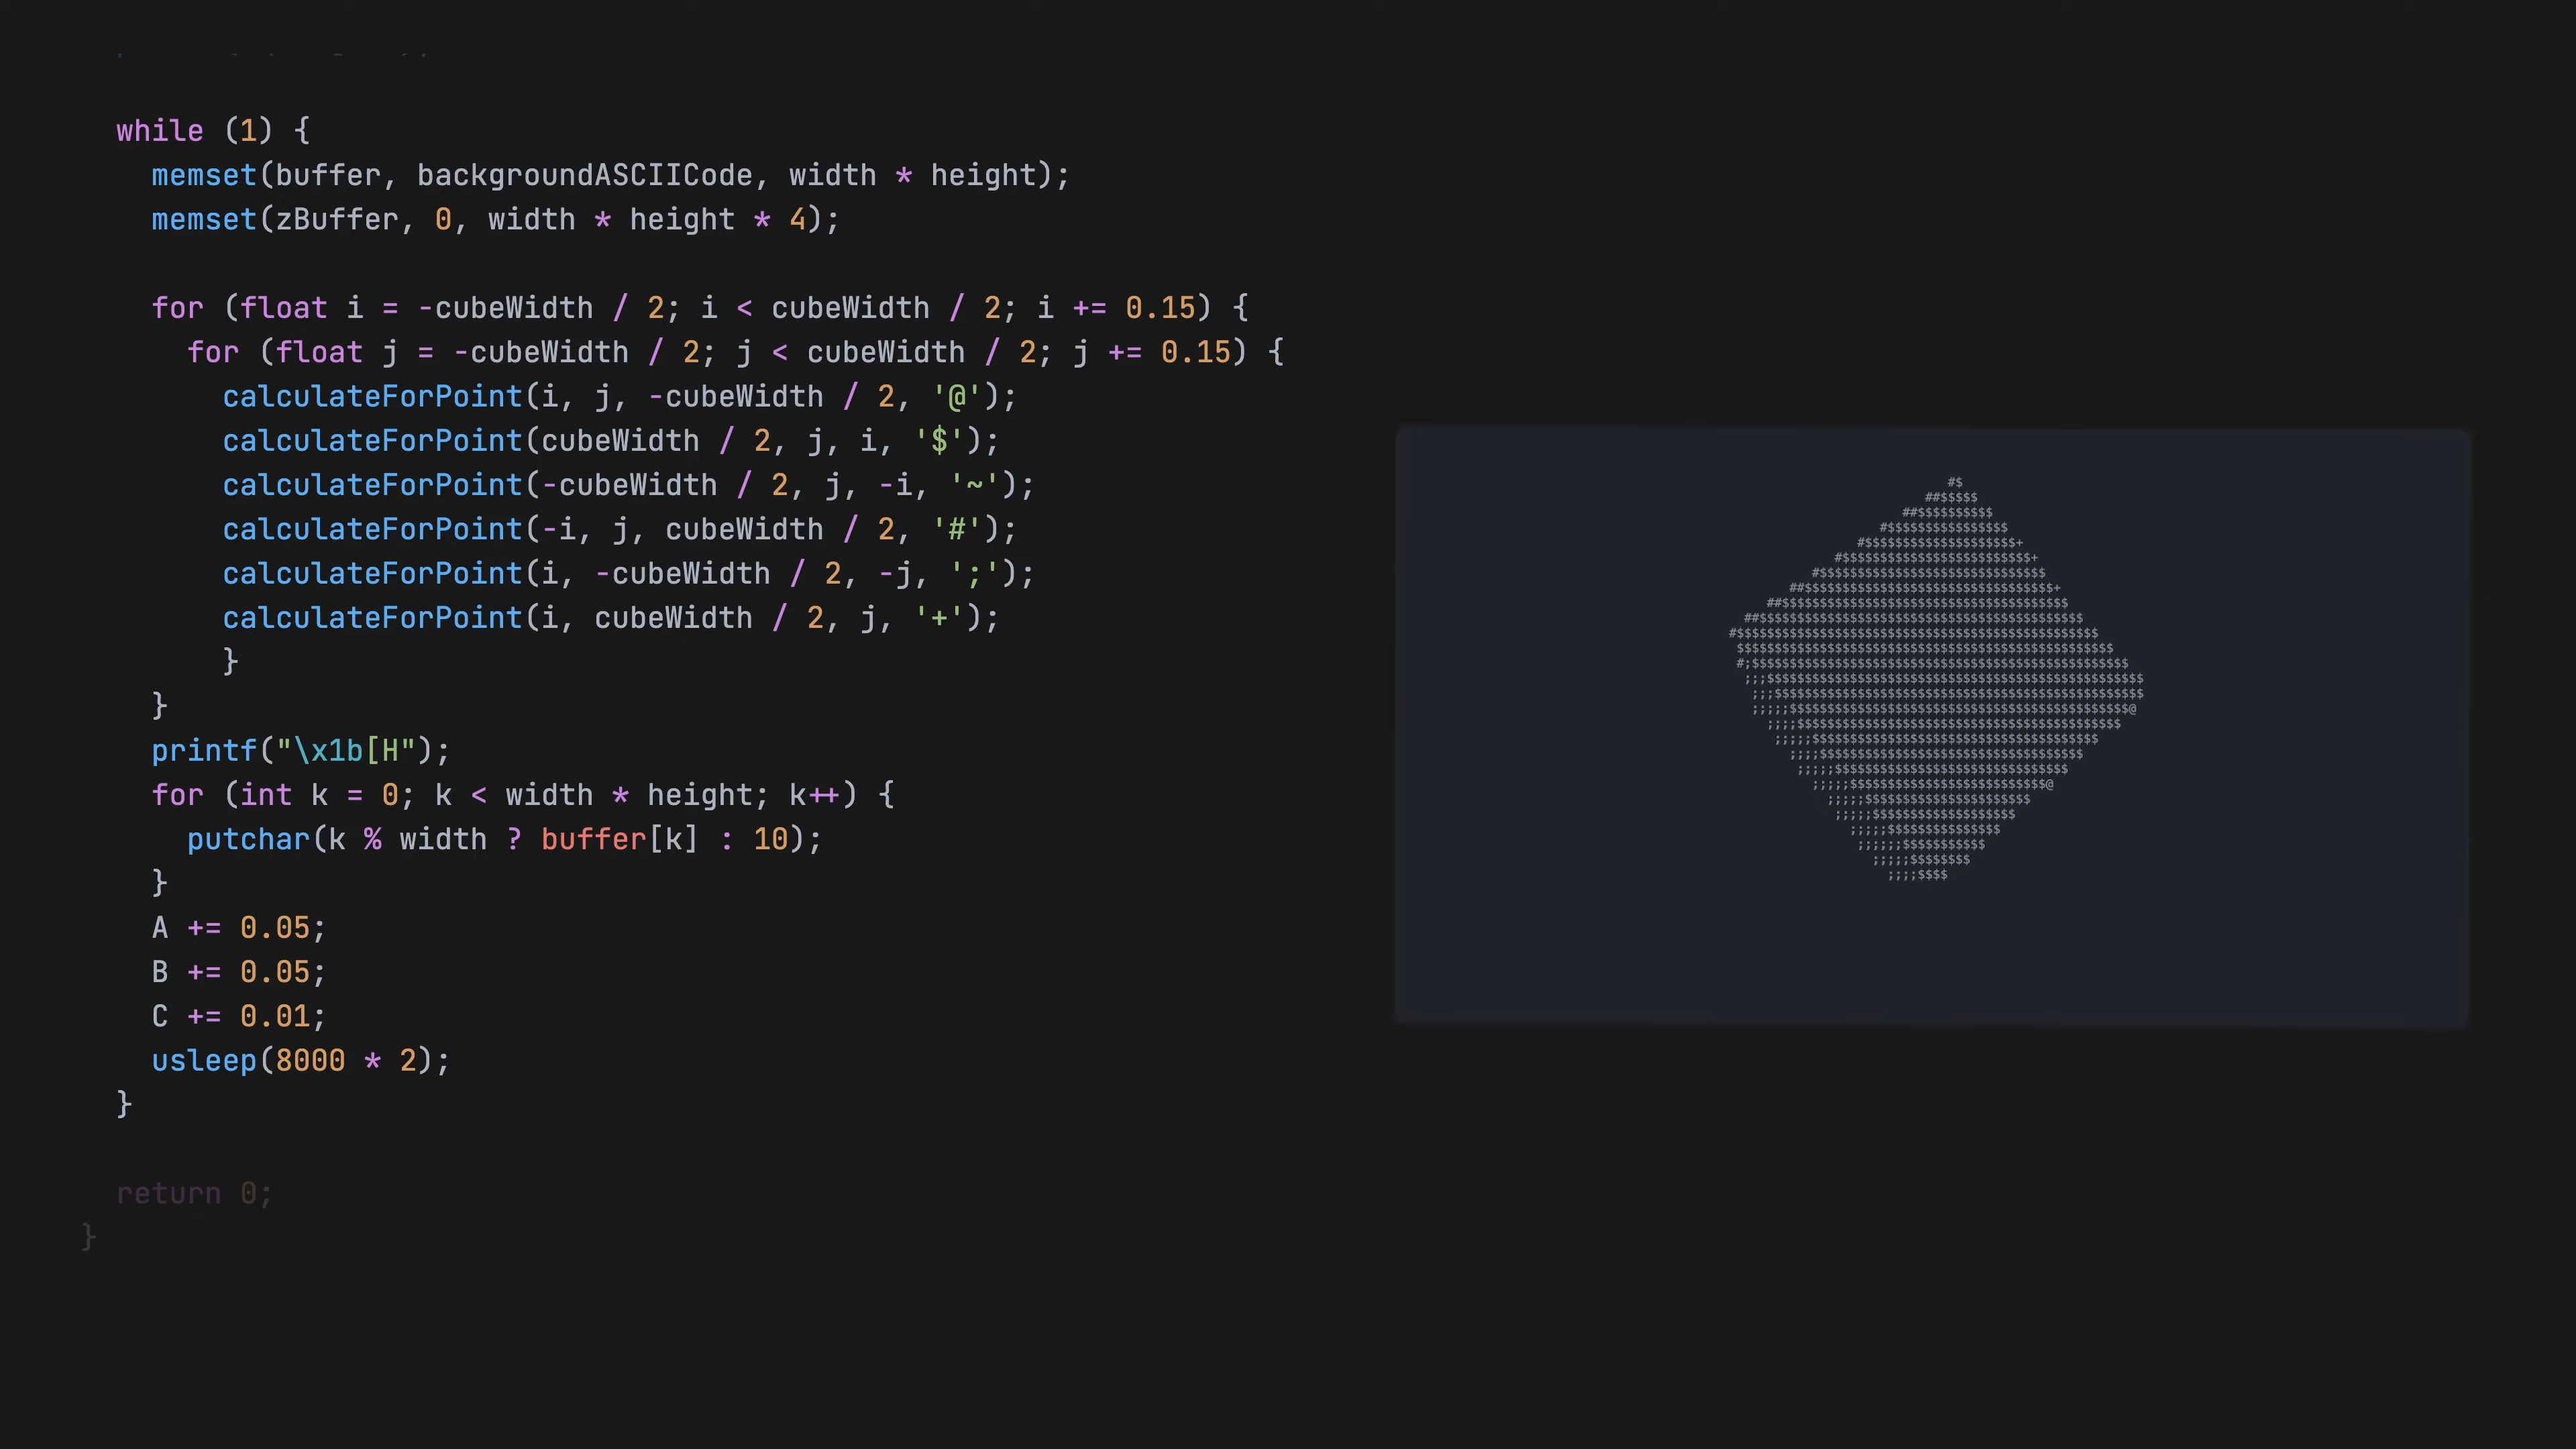 while (1) {
memset(buffer, backgroundASCIICode, width * height);
memset(zBuffer, 0, width * height * 4);
for (float i = -cubeWidth / 2; i < cubeWidth / 2; i += 0.15) {
for (float j = -cubeWidth / 2; j < cubeWidth / 2; j += 0.15) {
calculateForPoint(i, j, -cubeWidth / 2, '@');
calculateForPoint(cubeWidth / 2, j, i, '$');
calculateForPoint(-cubeWidth / 2, j, -i, '~');
calculateForPoint(-i, j, cubeWidth / 2, '#');
calculateForPoint(i, -cubeWidth / 2, -j, ';');
calculateForPoint(i, cubeWidth / 2, j, '+');
}
}
printf("\x1b[H");
for (int k = 0; k < width * height; k++) {
putchar(k % width ? buffer[k] : 10);
}
A += 0.05;
B += 0.05;
C += 0.01;
usleep(8000 * 2);
}
return 0;
}